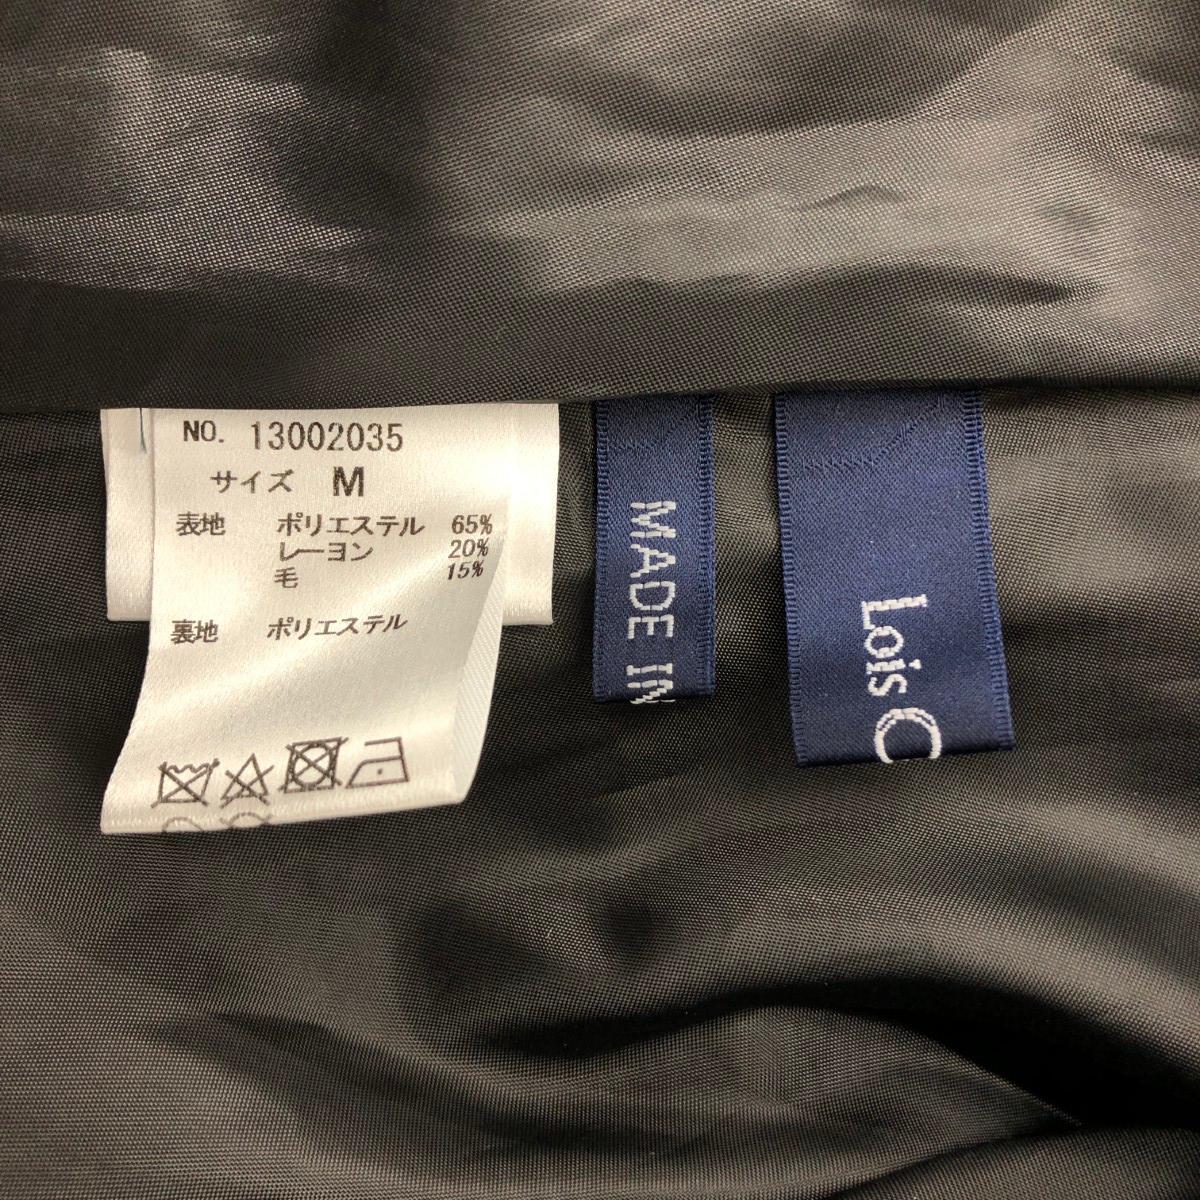 NO. 13002035
サイズ M
表地 ポリエステル 65%
レーヨン 20%
毛 15%
裏地 ポリエステル
MADE IN
Lois C